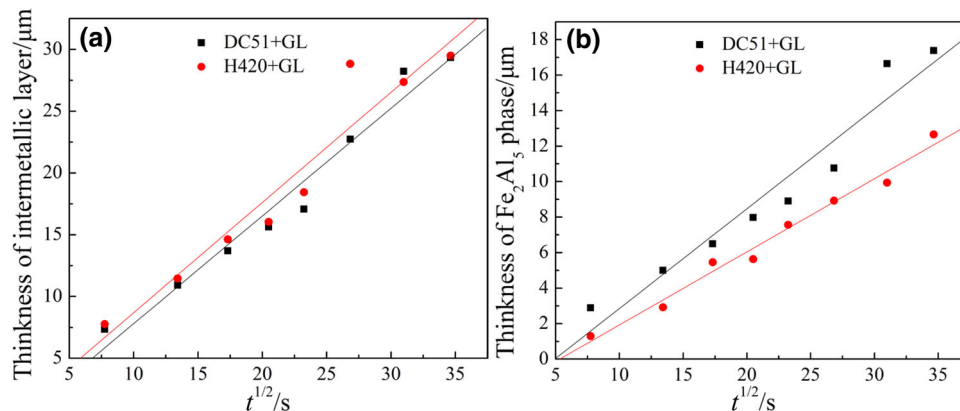 (a)
DC51+GL
H420+GL
Thinkness of intermetallic layer/μm
30
25
20
15
10
5
5 10 15 20 25 30 35
t^1/2/s
(b)
DC51+GL
H420+GL
Thinkness of Fe2Al5 phase/μm
18
16
14
12
10
8
6
4
2
0
5 10 15 20 25 30 35
t^1/2/s